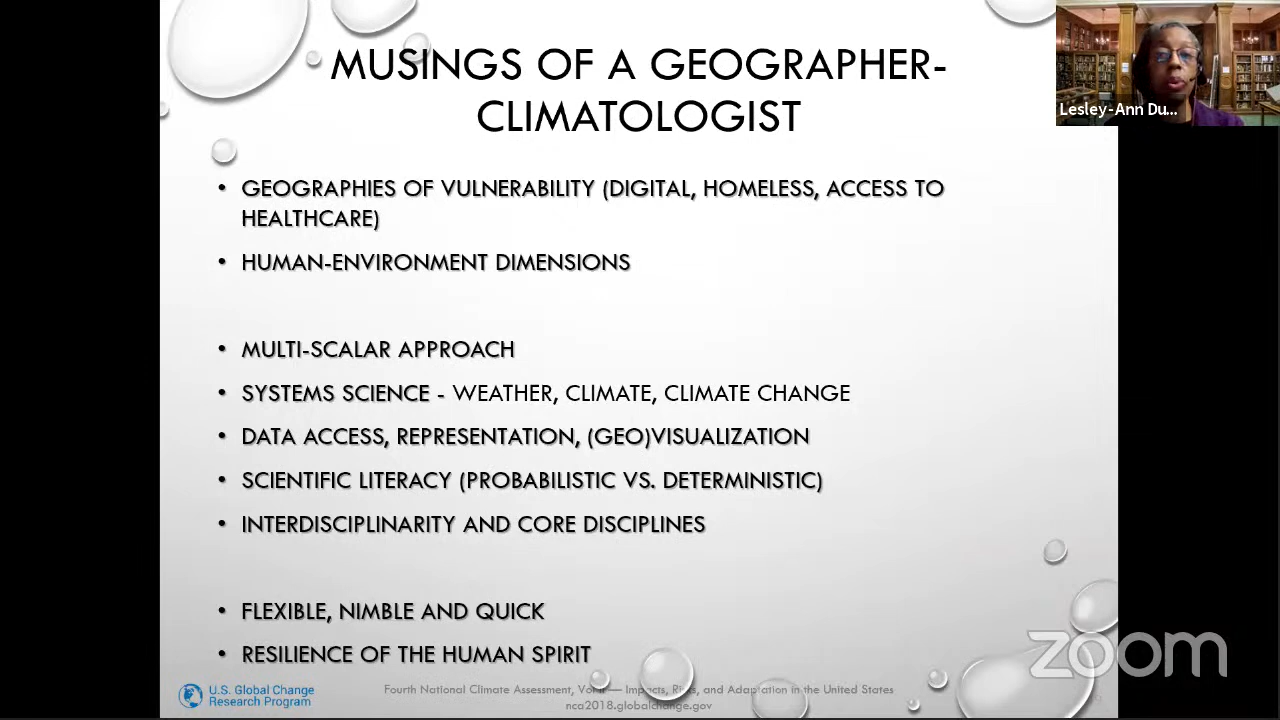 MUSINGS OF A GEOGRAPHER-
CLIMATOLOGIST
Lesley-Ann Du...
• GEOGRAPHIES OF VULNERABILITY (DIGITAL, HOMELESS, ACCESS TO
HEALTHCARE)
• HUMAN-ENVIRONMENT DIMENSIONS
• MULTI-SCALAR APPROACH
• SYSTEMS SCIENCE - WEATHER, CLIMATE, CLIMATE CHANGE
• DATA ACCESS, REPRESENTATION, (GEO)VISUALIZATION
• SCIENTIFIC LITERACY (PROBABILISTIC VS. DETERMINISTIC)
• INTERDISCIPLINARITY AND CORE DISCIPLINES
• FLEXIBLE, NIMBLE AND QUICK
• RESILIENCE OF THE HUMAN SPIRIT
zoom
U.S. Global Change
Research Program
Fourth National Climate Assessment, Vol II — Impacts, Risks, and Adaptation in the United States
nca2018.globalchange.gov